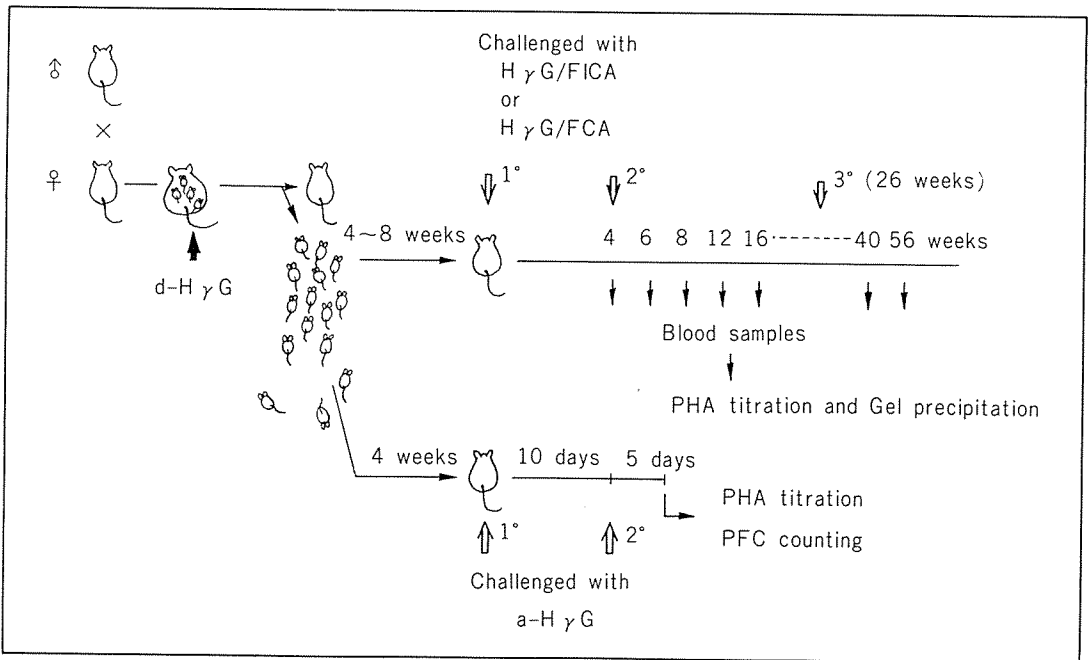 Challenged with
H γ G/FICA
or
H γ G/FCA
♂
×
♀
1° 2° 3° (26 weeks)
4~8 weeks
4 6 8 12 16·-------40 56 weeks
d-H γ G
Blood samples
PHA titration and Gel precipitation
4 weeks 10 days 5 days
PHA titration
PFC counting
1° 2°
Challenged with
a-H γ G